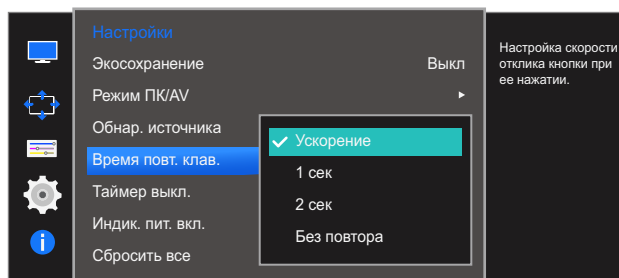 Настройки
Экосохранение Выкл
Режим ПК/AV
Обнар. источника
Время повт. клав.
Таймер выкл.
Индик. пит. вкл.
Сбросить все
Ускорение
1 сек
2 сек
Без повтора
Настройка скорости
отклика кнопки при
ее нажатии.